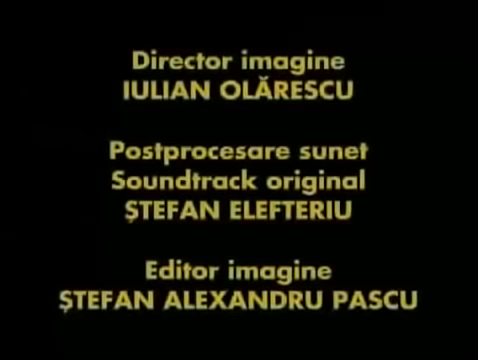 Director imagine
IULIAN OLĂRESCU
Postprocesare sunet
Soundtrack original
ȘTEFAN ELEFTERIU
Editor imagine
ȘTEFAN ALEXANDRU PASCU